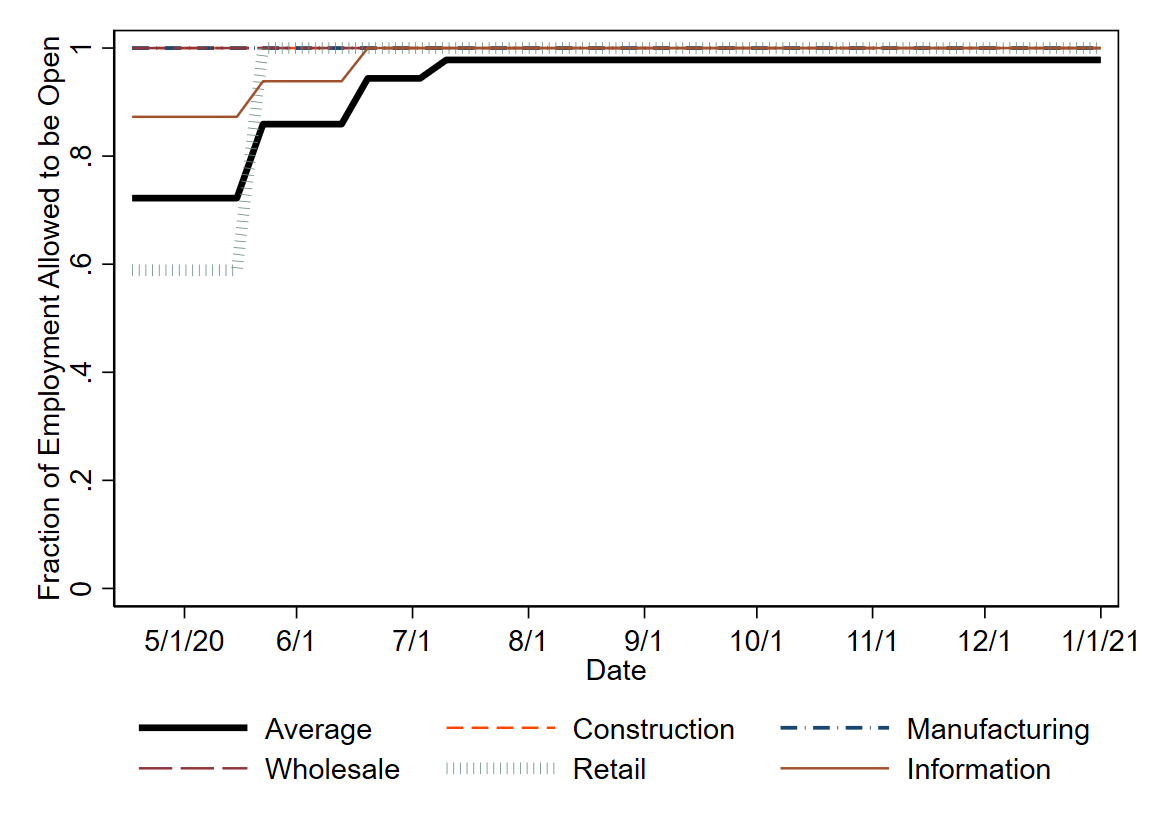 Fraction of Employment Allowed to be Open
1
.8
.6
.4
.2
0
5/1/20 6/1 7/1 8/1 9/1 10/1 11/1 12/1 1/1/21
Date
Average Construction Manufacturing
Wholesale Retail Information